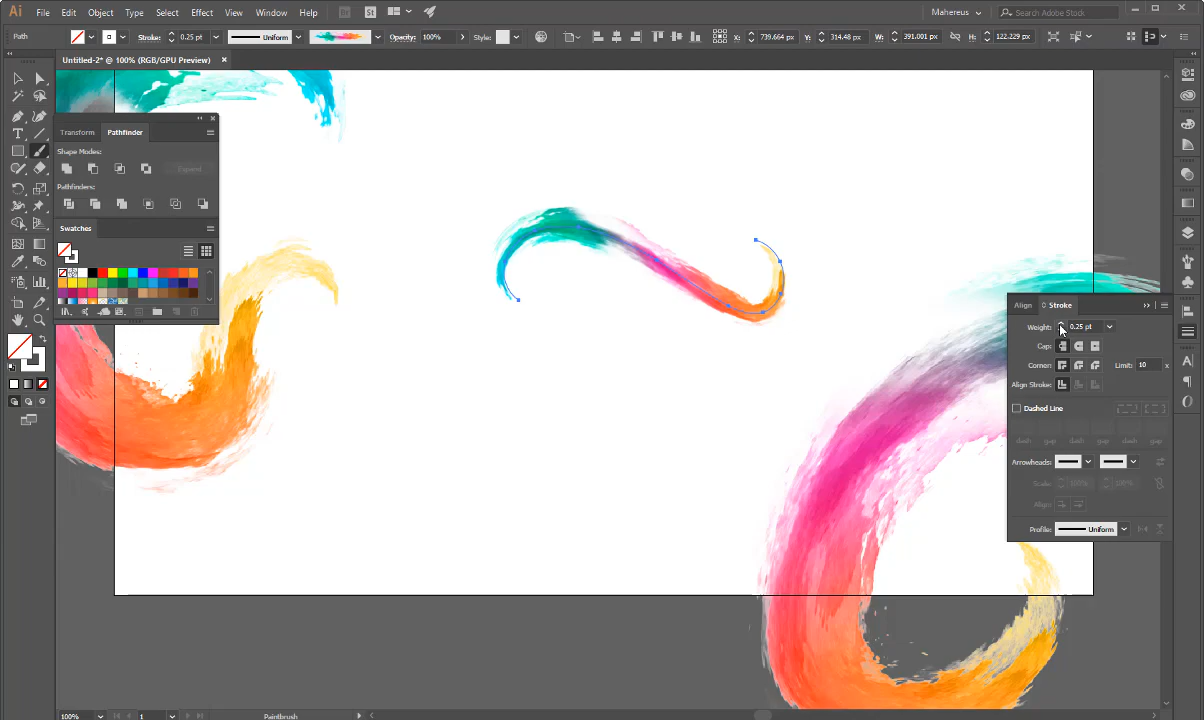 Ai File Edit Object Type Select Effect View Window Help Br St Mahereus Search Adobe Stock
Path Stroke: 0.25 pt Uniform Opacity: 100% Style: X: 739.664 px Y: 314.48 px W: 391.001 px H: 122.229 px
Untitled-2* @ 100% (RGB/GPU Preview) ×
Transform Pathfinder
Shape Modes:
Expand
Pathfinders:
Swatches
Align Stroke
Weight: 0.25 pt
Cap:
Corner: Limit: 10 x
Align Stroke:
Dashed Line
dash gap dash gap dash gap
Arrowheads:
Scale: 100% 100%
Align:
Profile: Uniform
100% 1 Paintbrush